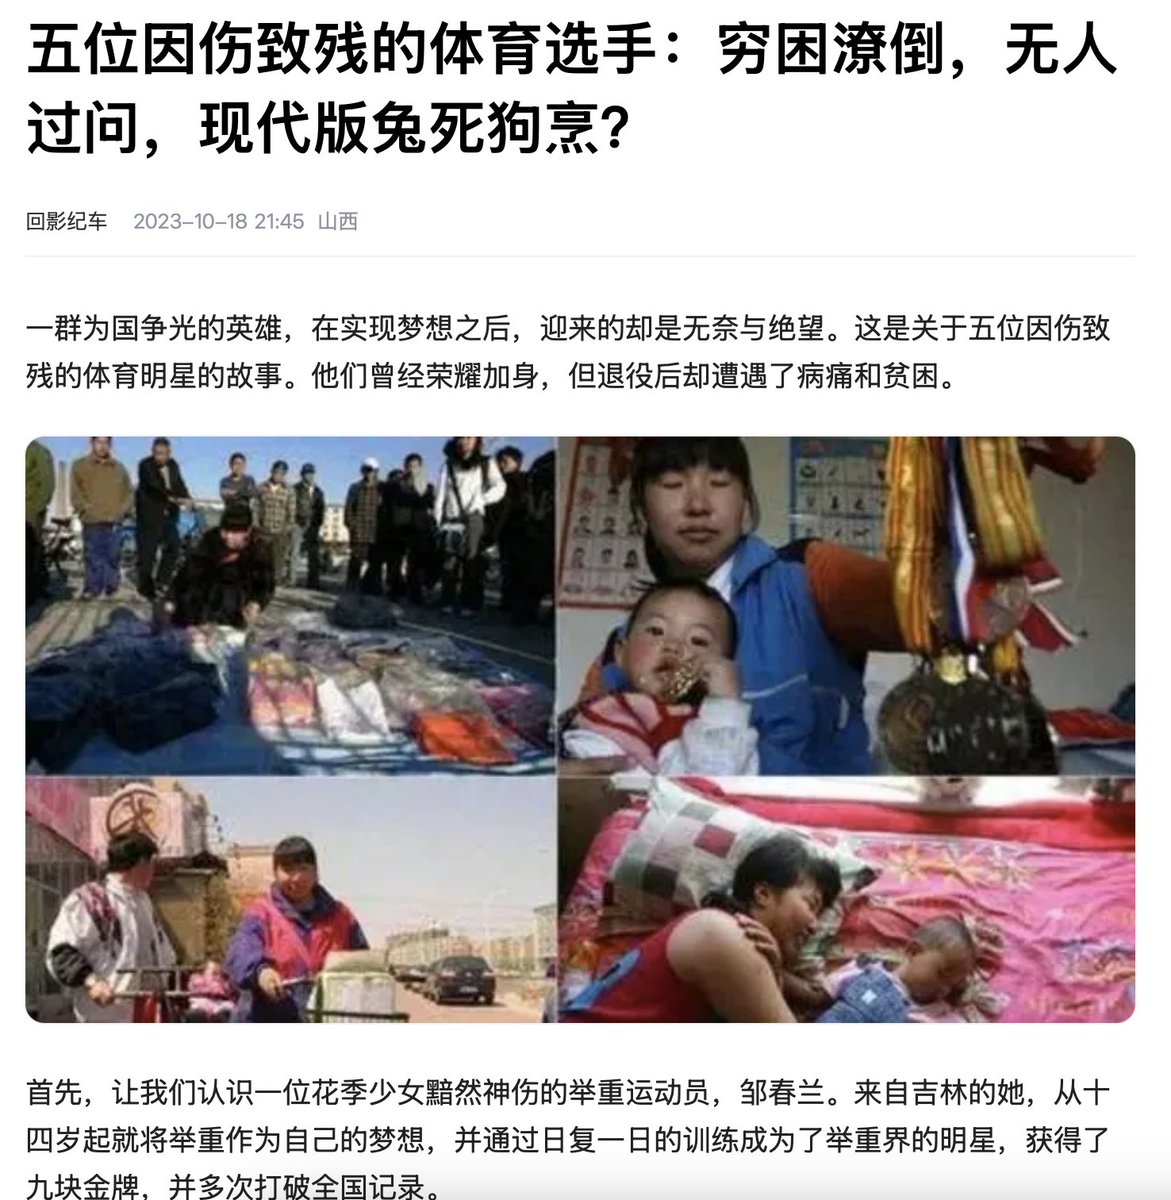 五位因伤致残的体育选手：穷困潦倒，无人
过问，现代版兔死狗烹？
回影纪车 2023-10-18 21:45 山西
一群为国争光的英雄，在实现梦想之后，迎来的却是无奈与绝望。这是关于五位因伤致
残的体育明星的故事。他们曾经荣耀加身，但退役后却遭遇了病痛和贫困。
首先，让我们认识一位花季少女黯然神伤的举重运动员，邹春兰。来自吉林的她，从十
四岁起就将举重作为自己的梦想，并通过日复一日的训练成为了举重界的明星，获得了
九块金牌，并多次打破全国记录。